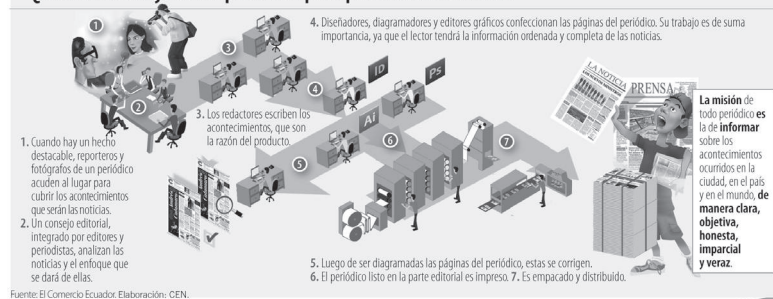 4. Diseñadores, diagramadores y editores gráficos confeccionan las páginas del periódico. Su trabajo es de suma
importancia, ya que el lector tendrá la información ordenada y completa de las noticias.
1
2
3
4
ID
Ps
3. Los redactores escriben los
acontecimientos, que son
la razón del producto.
Ai
5
6
7
1. Cuando hay un hecho
destacable, reporteros y
fotógrafos de un periódico
acuden al lugar para
cubrir los acontecimientos
que serán las noticias.
2. Un consejo editorial,
integrado por editores y
periodistas, analizan las
noticias y el enfoque que
se dará de ellas.
LA NOTICIA
PRENSA
La misión de
todo periódico es
la de informar
sobre los
acontecimientos
ocurridos en la
ciudad, en el país
y en el mundo, de
manera clara,
objetiva,
honesta,
imparcial
y veraz.
5. Luego de ser diagramadas las páginas del periódico, estas se corrigen.
6. El periódico listo en la parte editorial es impreso. 7. Es empacado y distribuido.
Fuente: El Comercio Ecuador. Elaboración: CEN.